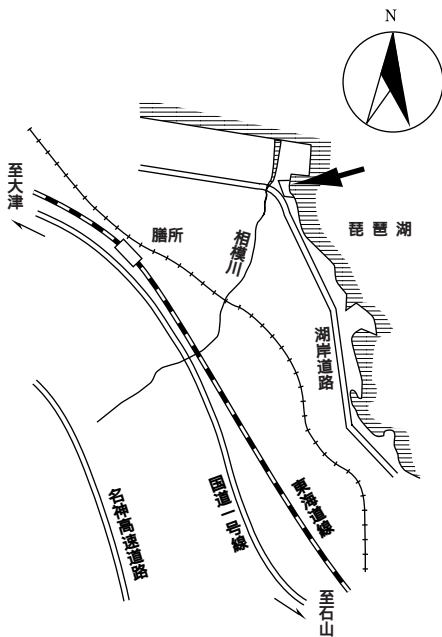 N
至大津
膳所
相模川
琵琶湖
湖岸道路
東海道線
国道一号線
名神高速道路
至石山